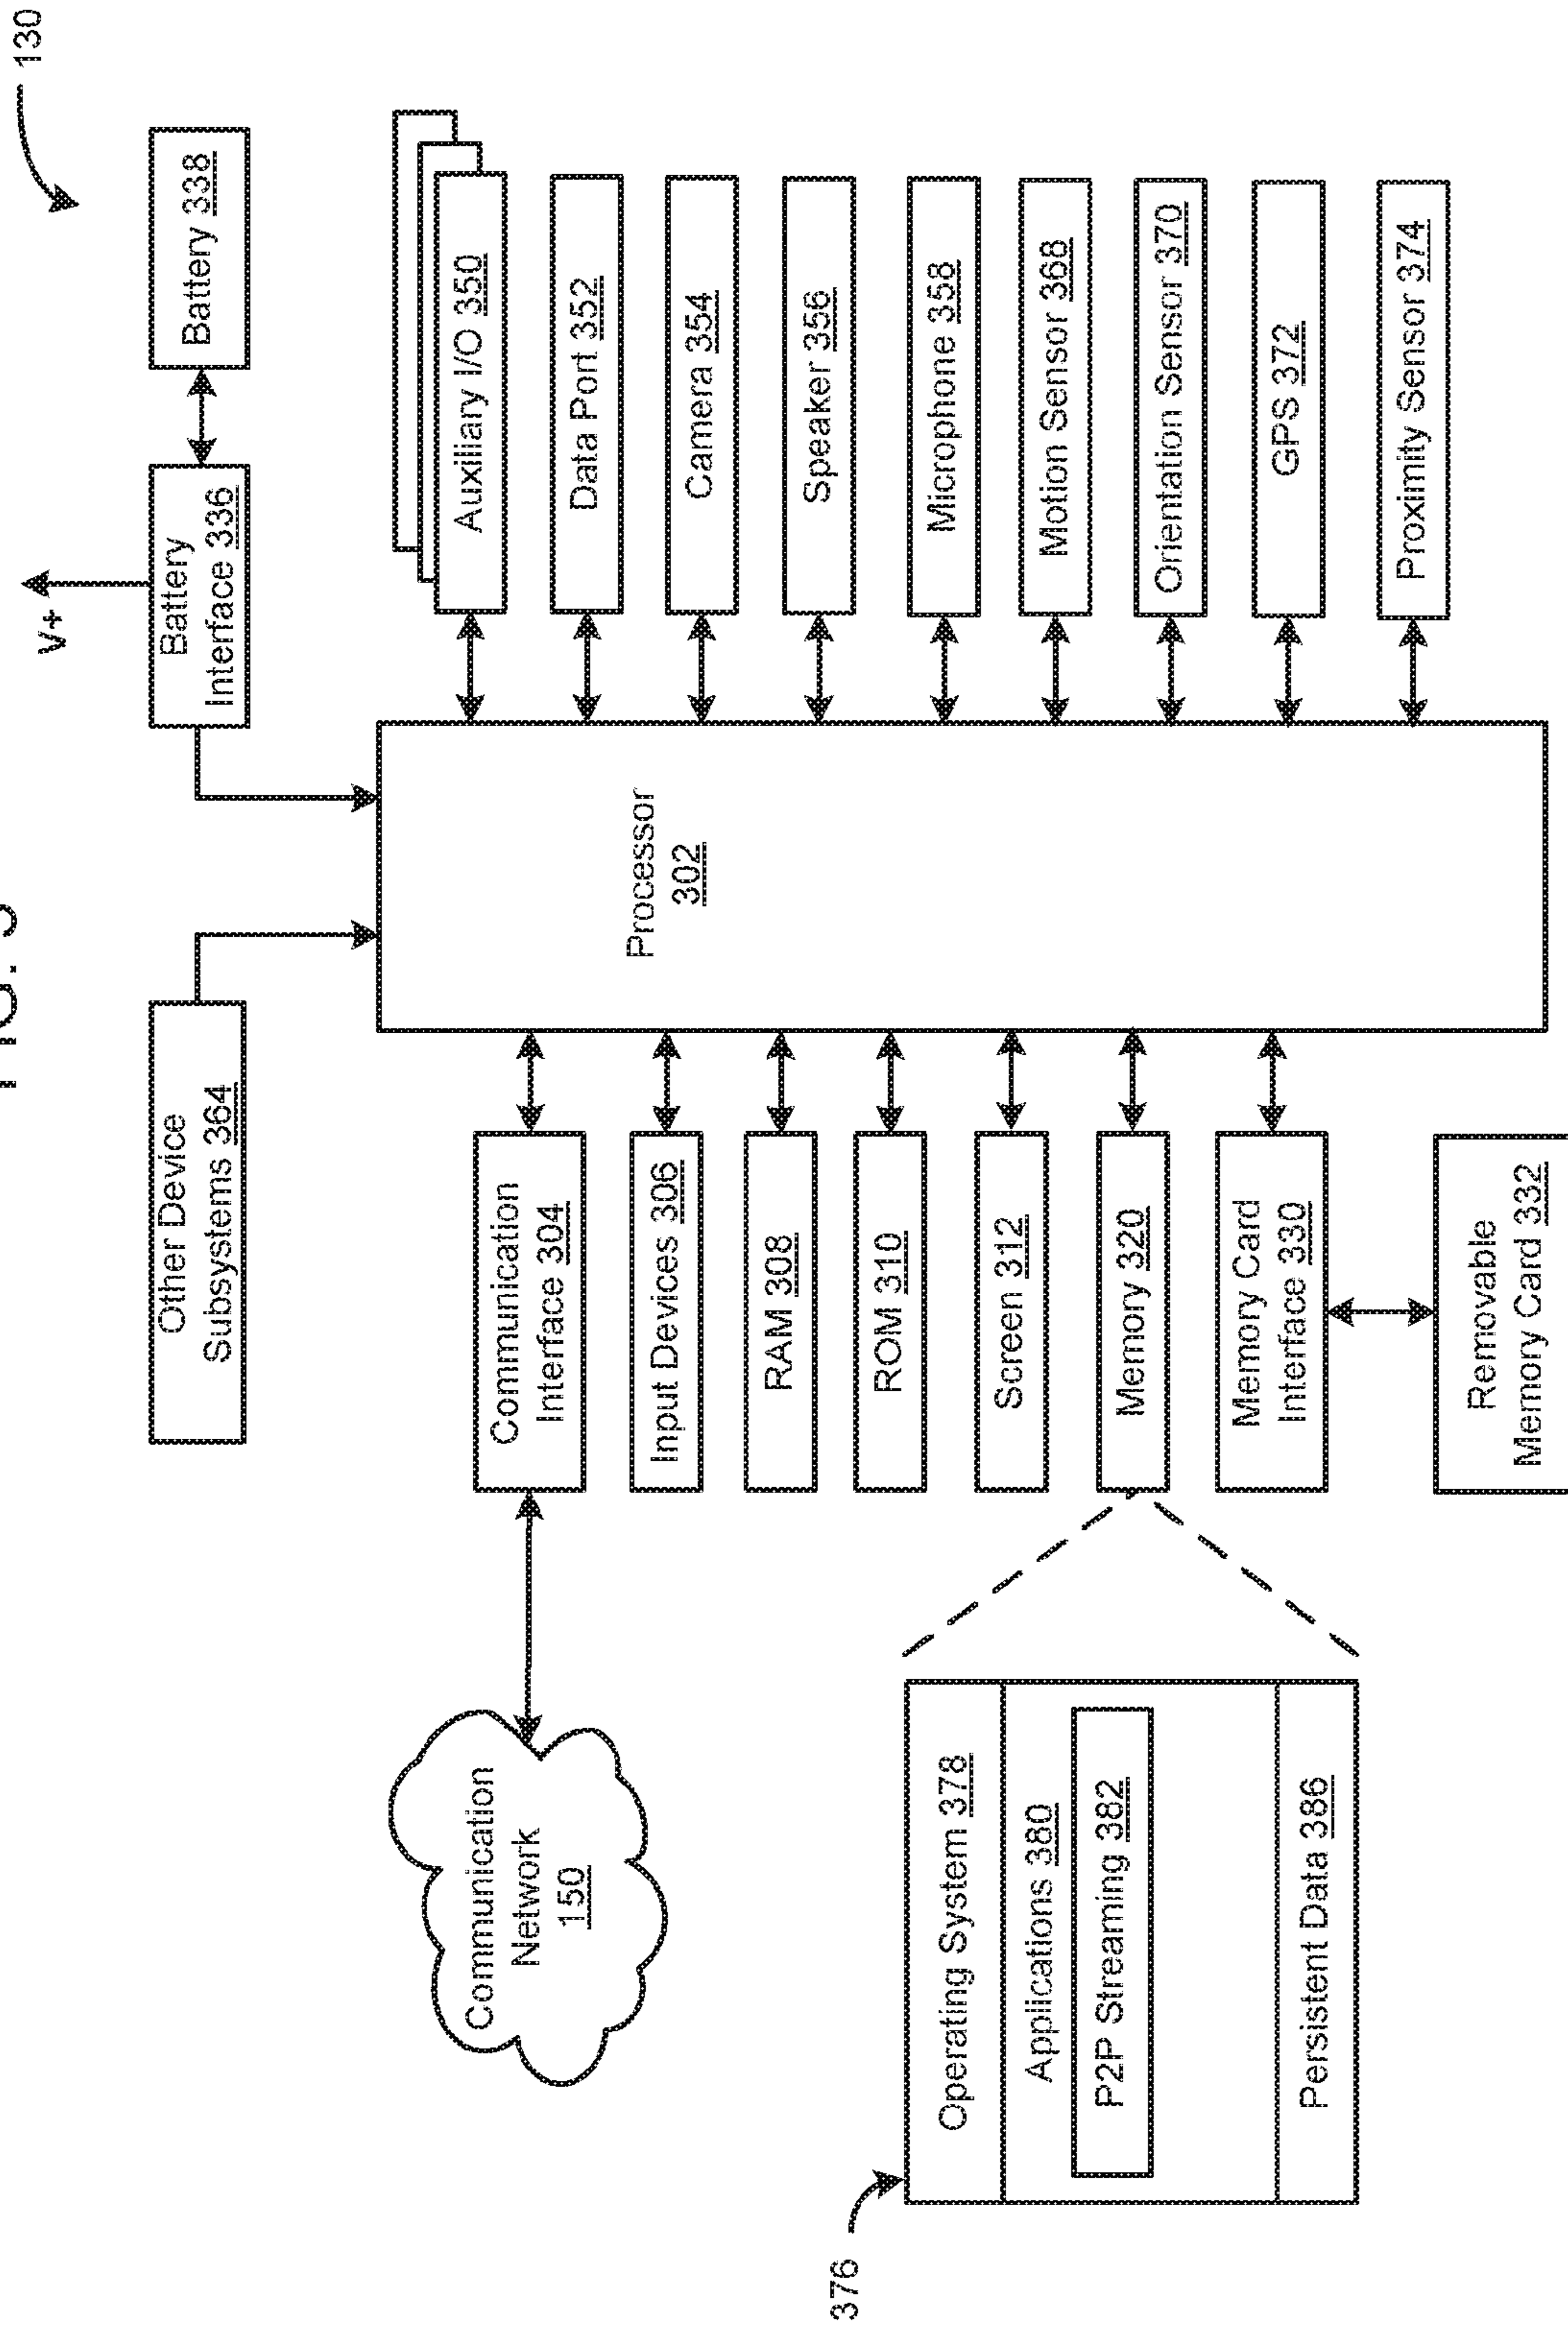 FIG. 3
130
V+
Other Device
Subsystems 364
Battery
Interface 336
Battery 338
Communication
Network
150
Communication
Interface 304
Input Devices 306
RAM 308
ROM 310
Screen 312
Memory 320
Memory Card
Interface 330
Removable
Memory Card 332
Processor
302
Auxiliary I/O 350
Data Port 352
Camera 354
Speaker 356
Microphone 358
Motion Sensor 368
Orientation Sensor 370
GPS 372
Proximity Sensor 374
376
Operating System 378
Applications 380
P2P Streaming 382
Persistent Data 386